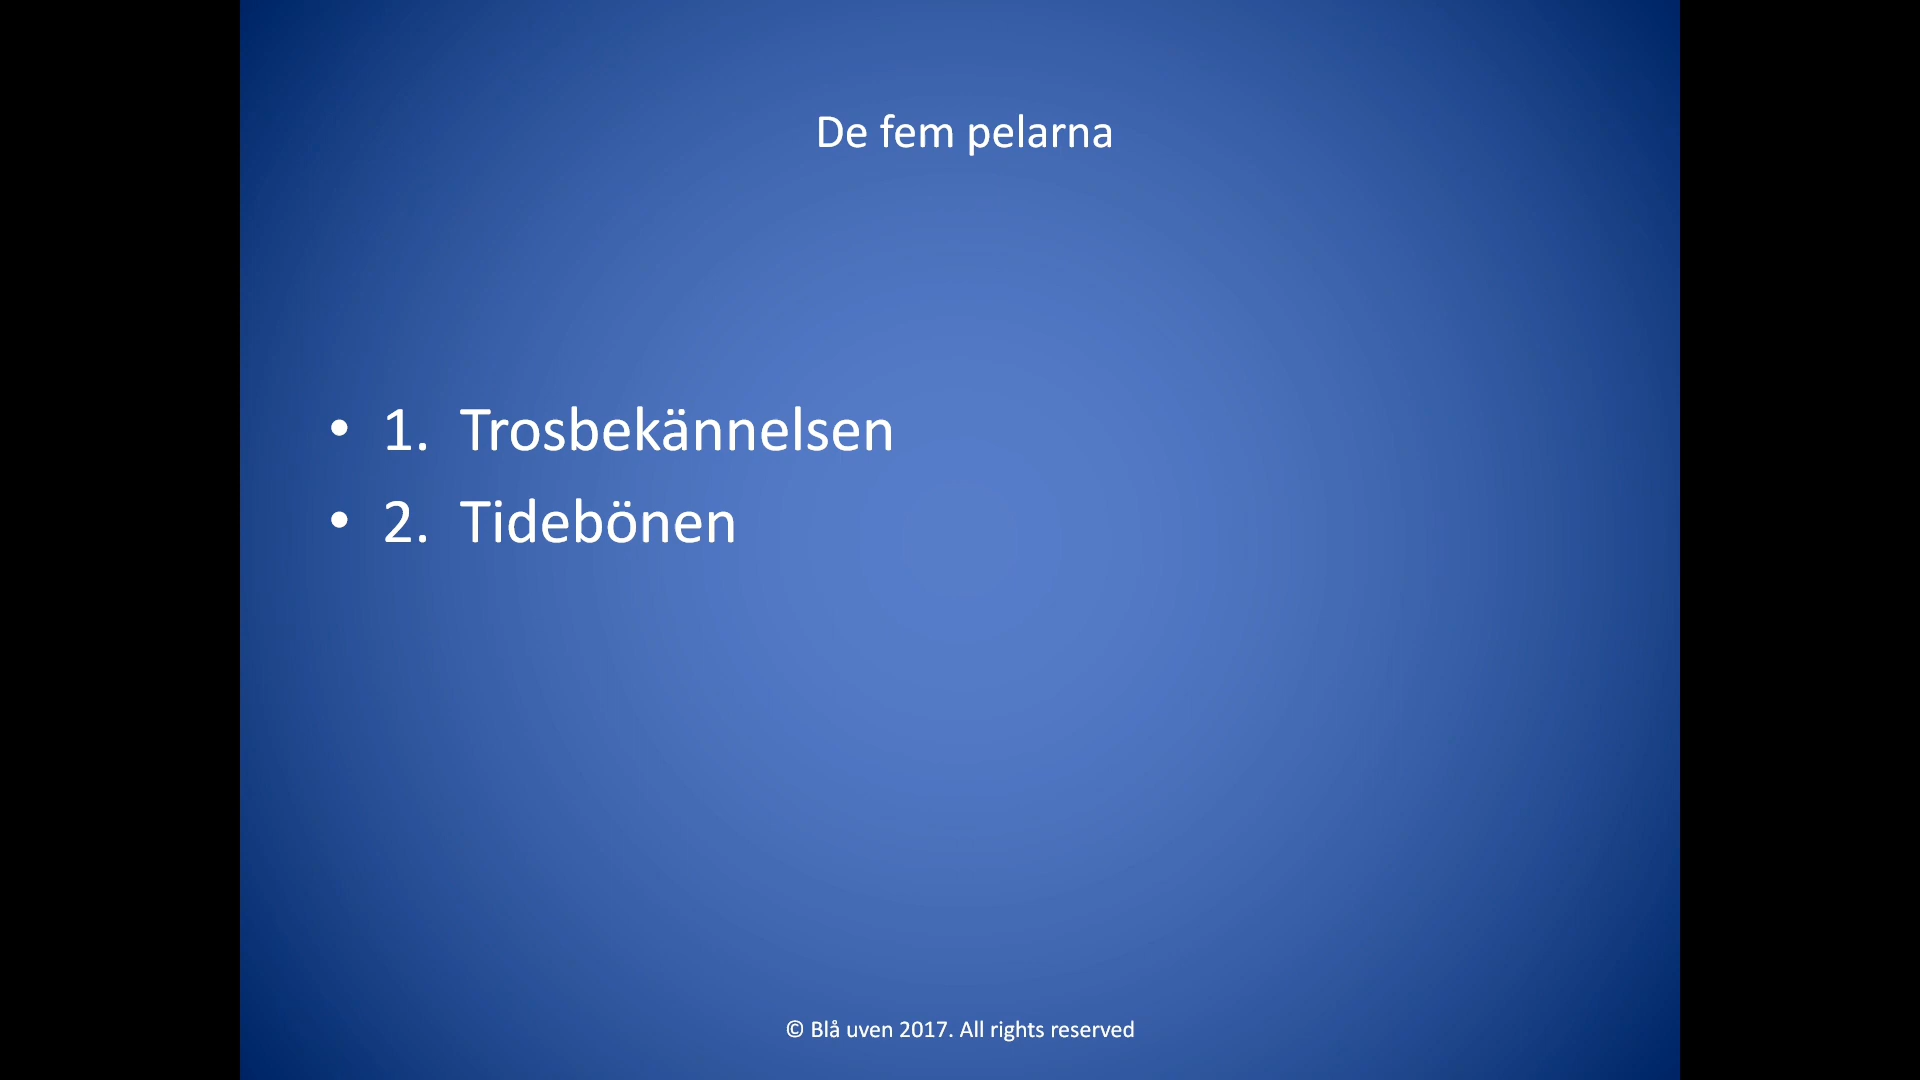 De fem pelarna
• 1. Trosbekännelsen
• 2. Tidebönen
© Blå uven 2017. All rights reserved